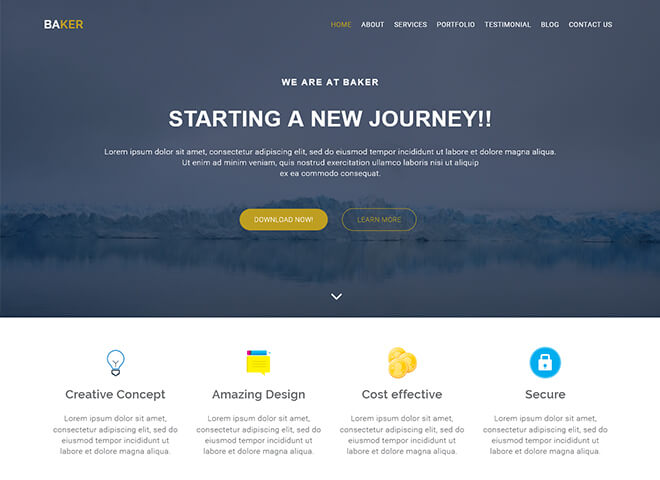 BAKER
HOME ABOUT SERVICES PORTFOLIO TESTIMONIAL BLOG CONTACT US
WE ARE AT BAKER
STARTING A NEW JOURNEY!!
Lorem ipsum dolor sit amet, consectetur adipiscing elit, sed do eiusmod tempor incididunt ut labore et dolore magna aliqua.
Ut enim ad minim veniam, quis nostrud exercitation ullamco laboris nisi ut aliquip
ex ea commodo consequat.
DOWNLOAD NOW! LEARN MORE
Creative Concept
Lorem ipsum dolor sit amet,
consectetur adipiscing elit, sed do
eiusmod tempor incididunt ut
labore et dolore magna aliqua.
Amazing Design
Lorem ipsum dolor sit amet,
consectetur adipiscing elit, sed do
eiusmod tempor incididunt ut
labore et dolore magna aliqua.
Cost effective
Lorem ipsum dolor sit amet,
consectetur adipiscing elit, sed do
eiusmod tempor incididunt ut
labore et dolore magna aliqua.
Secure
Lorem ipsum dolor sit amet,
consectetur adipiscing elit, sed do
eiusmod tempor incididunt ut
labore et dolore magna aliqua.